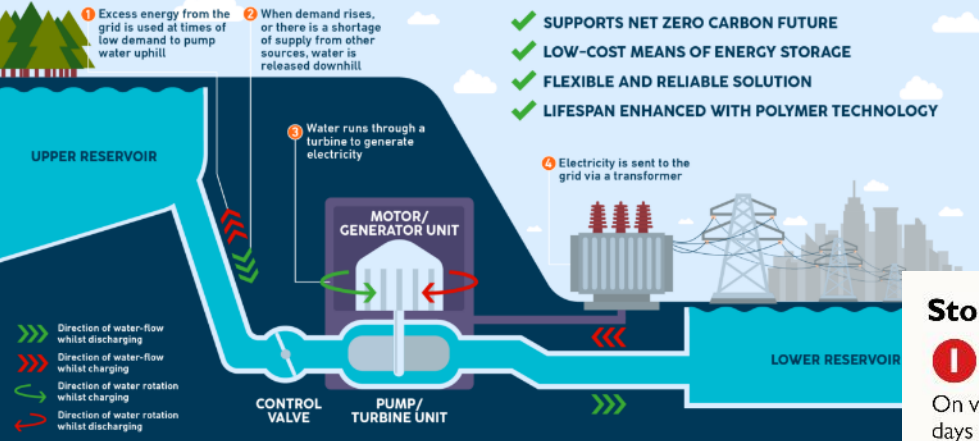 1 Excess energy from the
grid is used at times of
low demand to pump
water uphill
2 When demand rises,
or there is a shortage
of supply from other
sources, water is
released downhill
SUPPORTS NET ZERO CARBON FUTURE
LOW-COST MEANS OF ENERGY STORAGE
FLEXIBLE AND RELIABLE SOLUTION
LIFESPAN ENHANCED WITH POLYMER TECHNOLOGY
UPPER RESERVOIR
3 Water runs through a
turbine to generate
electricity
4 Electricity is sent to the
grid via a transformer
MOTOR/
GENERATOR UNIT
Direction of water-flow
whilst discharging
Direction of water-flow
whilst charging
Direction of water rotation
whilst charging
Direction of water rotation
whilst discharging
CONTROL
VALVE
PUMP/
TURBINE UNIT
LOWER RESERVOIR
Sto
1
On v
days